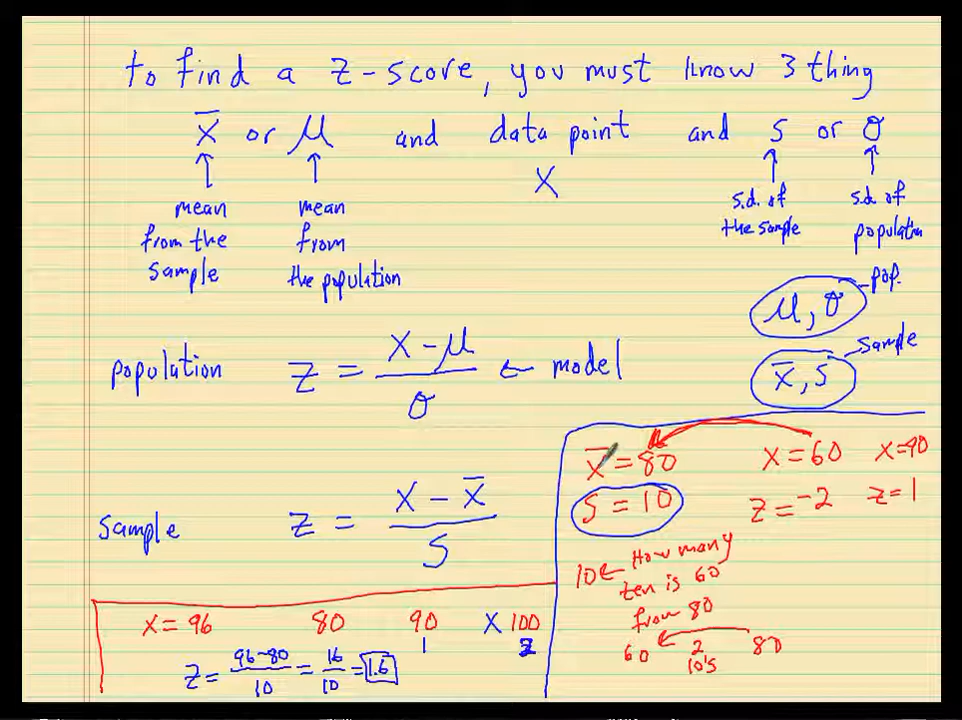 to find a z-score, you must know 3 thing
x̄ or μ and data point and s or σ
x
mean from the sample
mean from the population
s.d. of the sample
s.d. of population
μ, σ pop.
x̄, s sample
population z = (x - μ) / σ ← model
sample z = (x - x̄) / s
x̄ = 80 x = 60 x = 90
s = 10 z = -2 z = 1
10 ← How many
ten is 60
from 80
60 2 80
10's
x = 96 80 90 x 100
1 2
z = (96-80) / 10 = 16 / 10 = 1.6